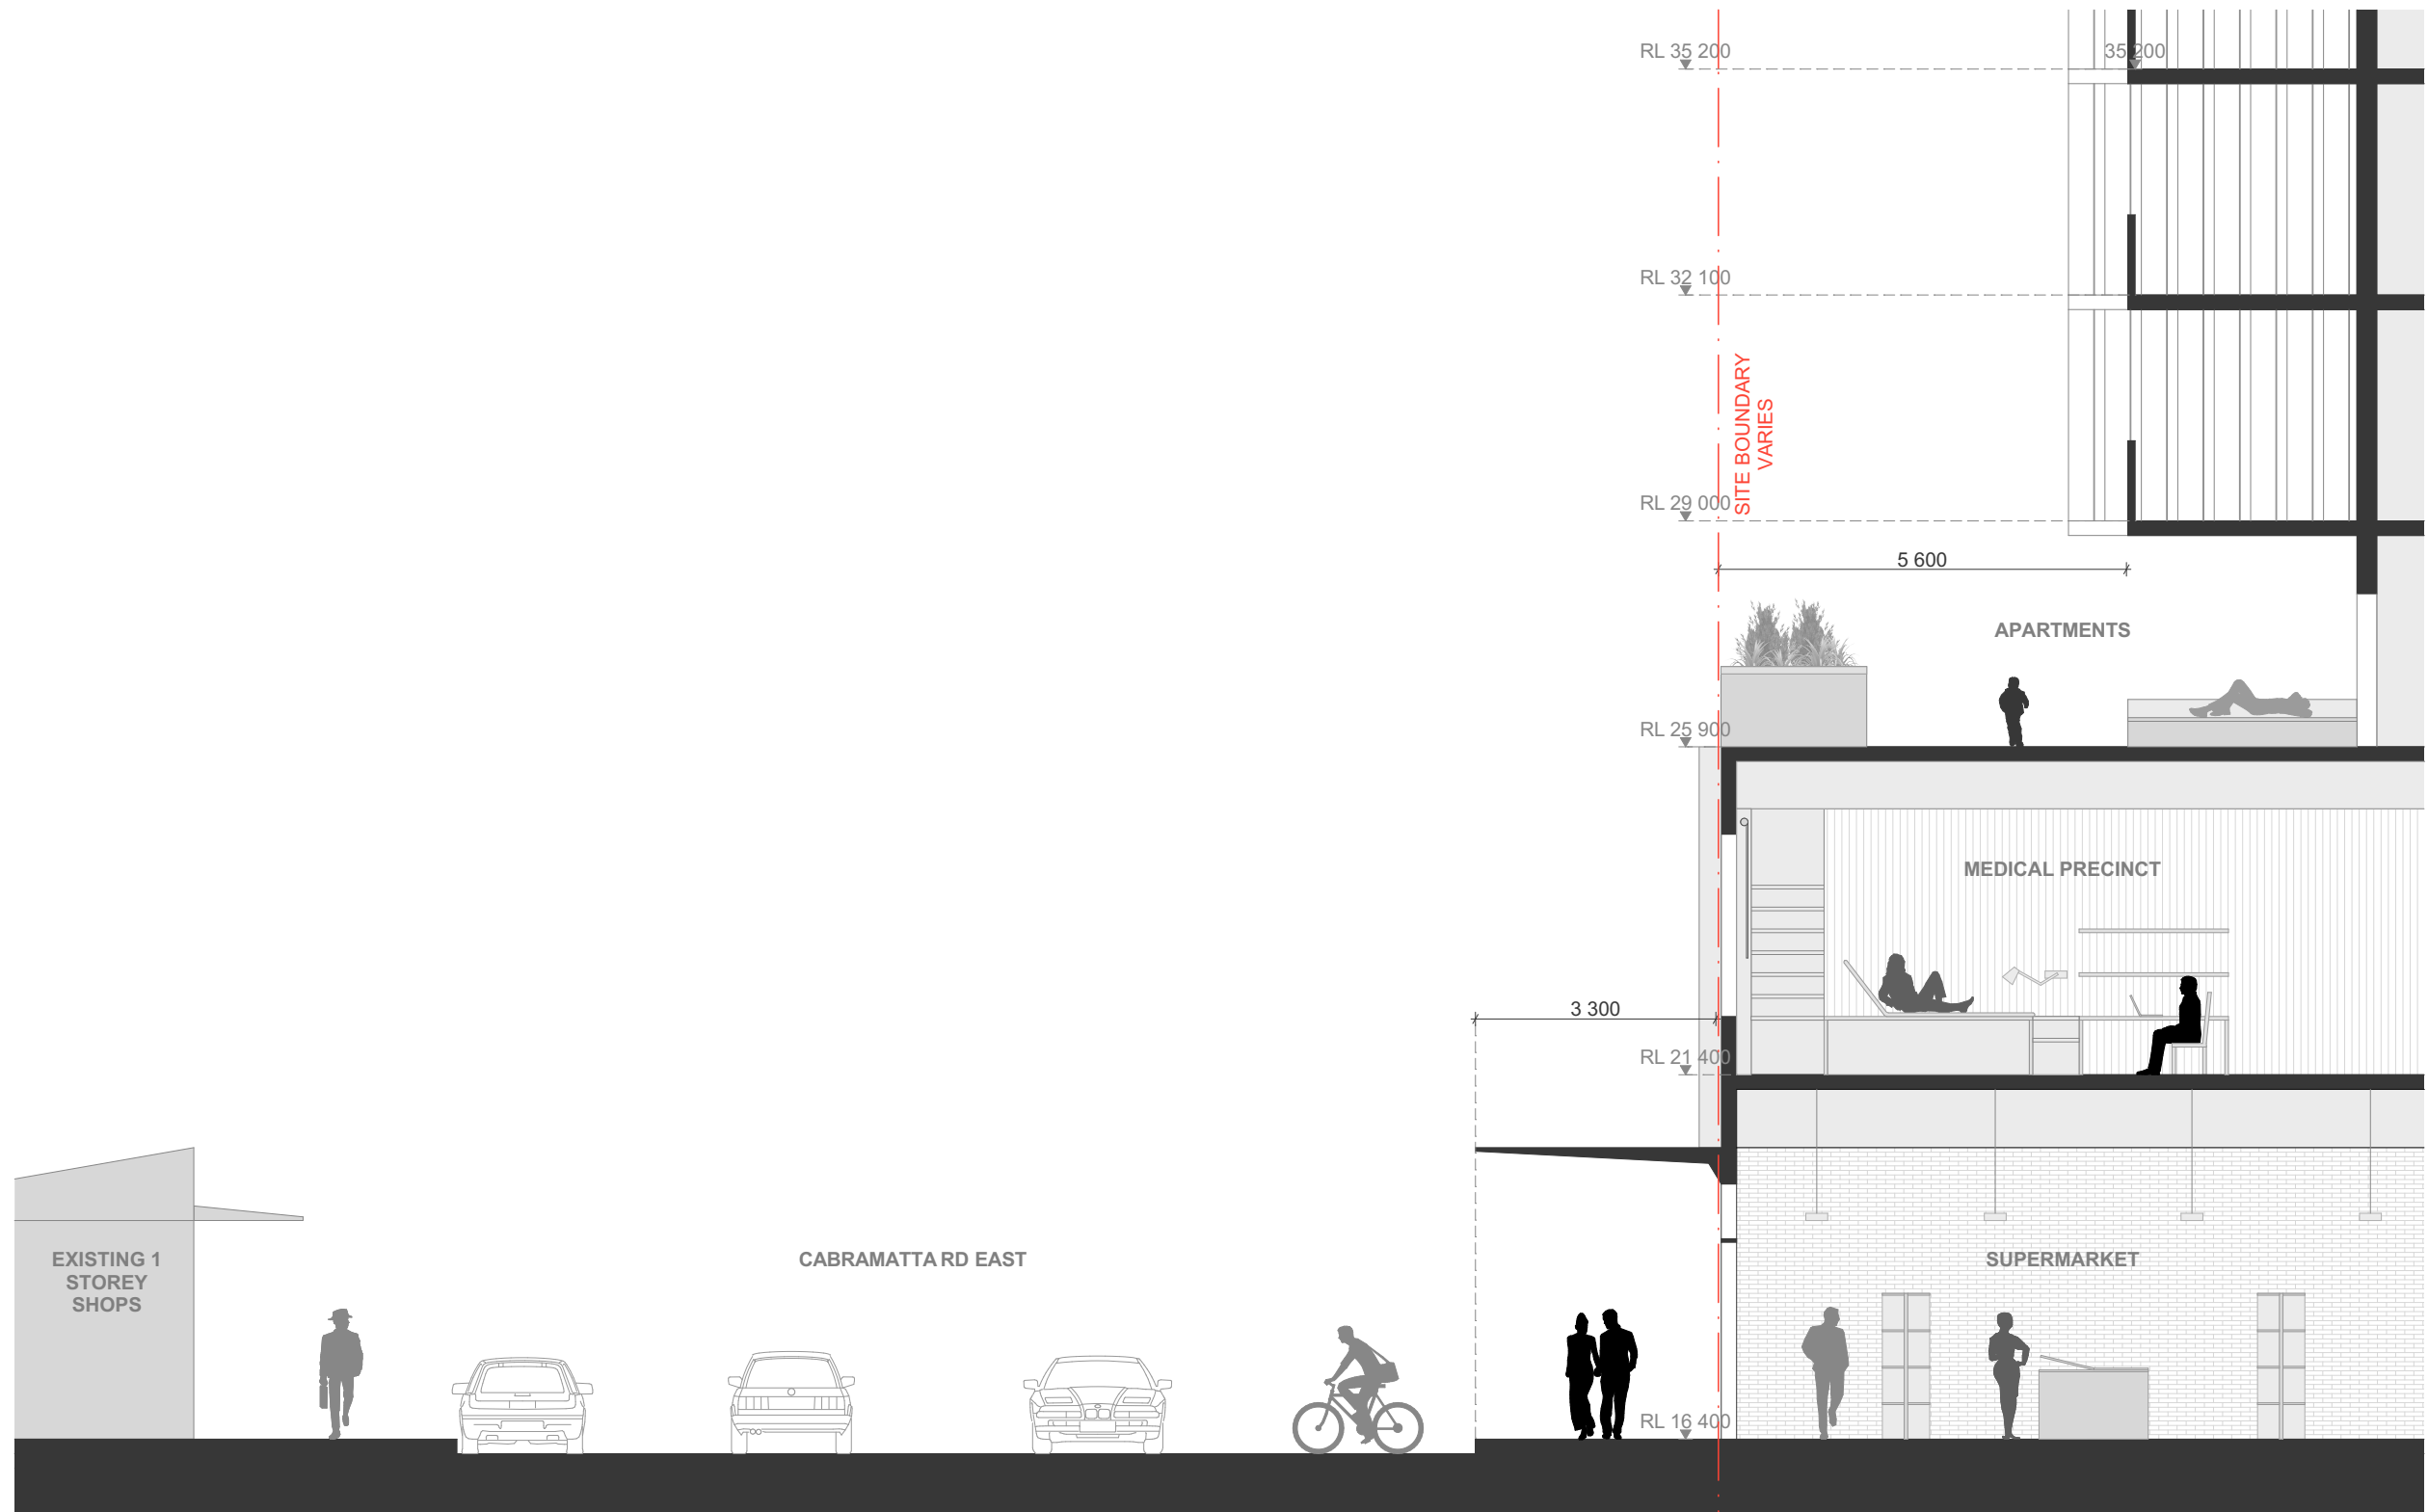 RL 35 200
35 200
RL 32 100
SITE BOUNDARY
VARIES
RL 29 000
5 600
APARTMENTS
RL 25 900
MEDICAL PRECINCT
3 300
RL 21 400
EXISTING 1
STOREY
SHOPS
CABRAMATTA RD EAST
SUPERMARKET
RL 16 400